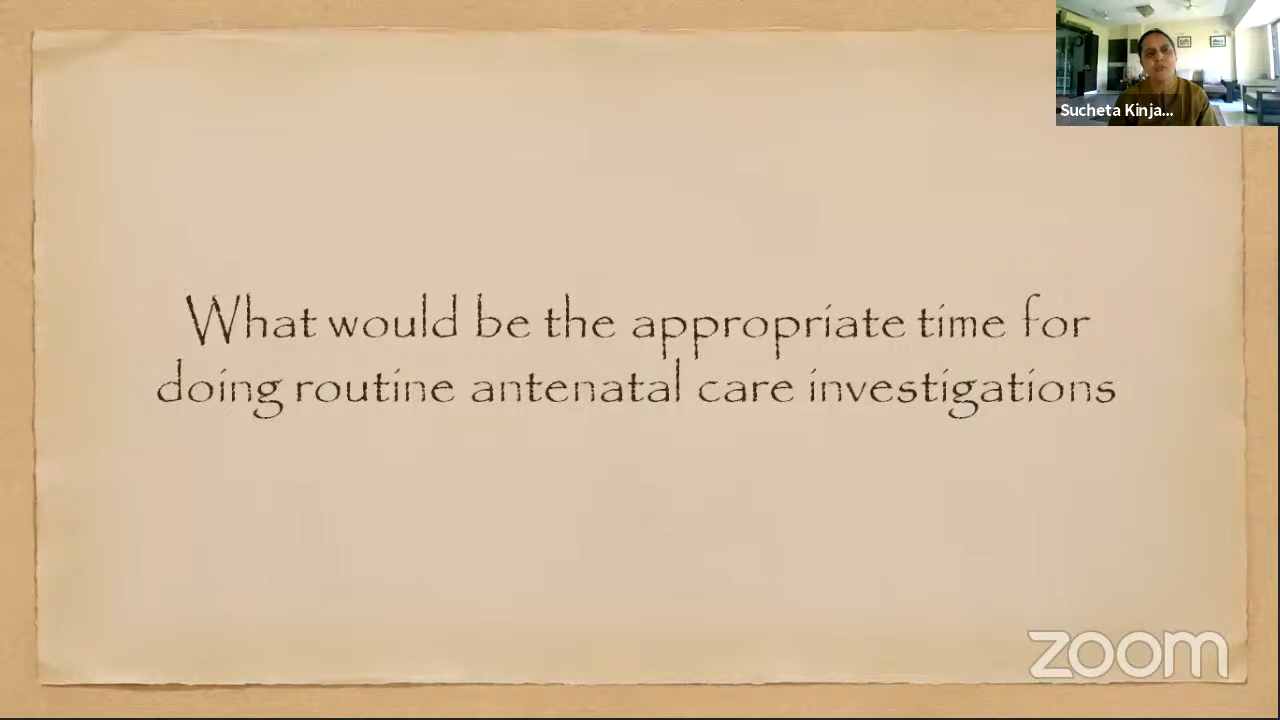 Sucheta Kinja...
What would be the appropriate time for
doing routine antenatal care investigations
zoom